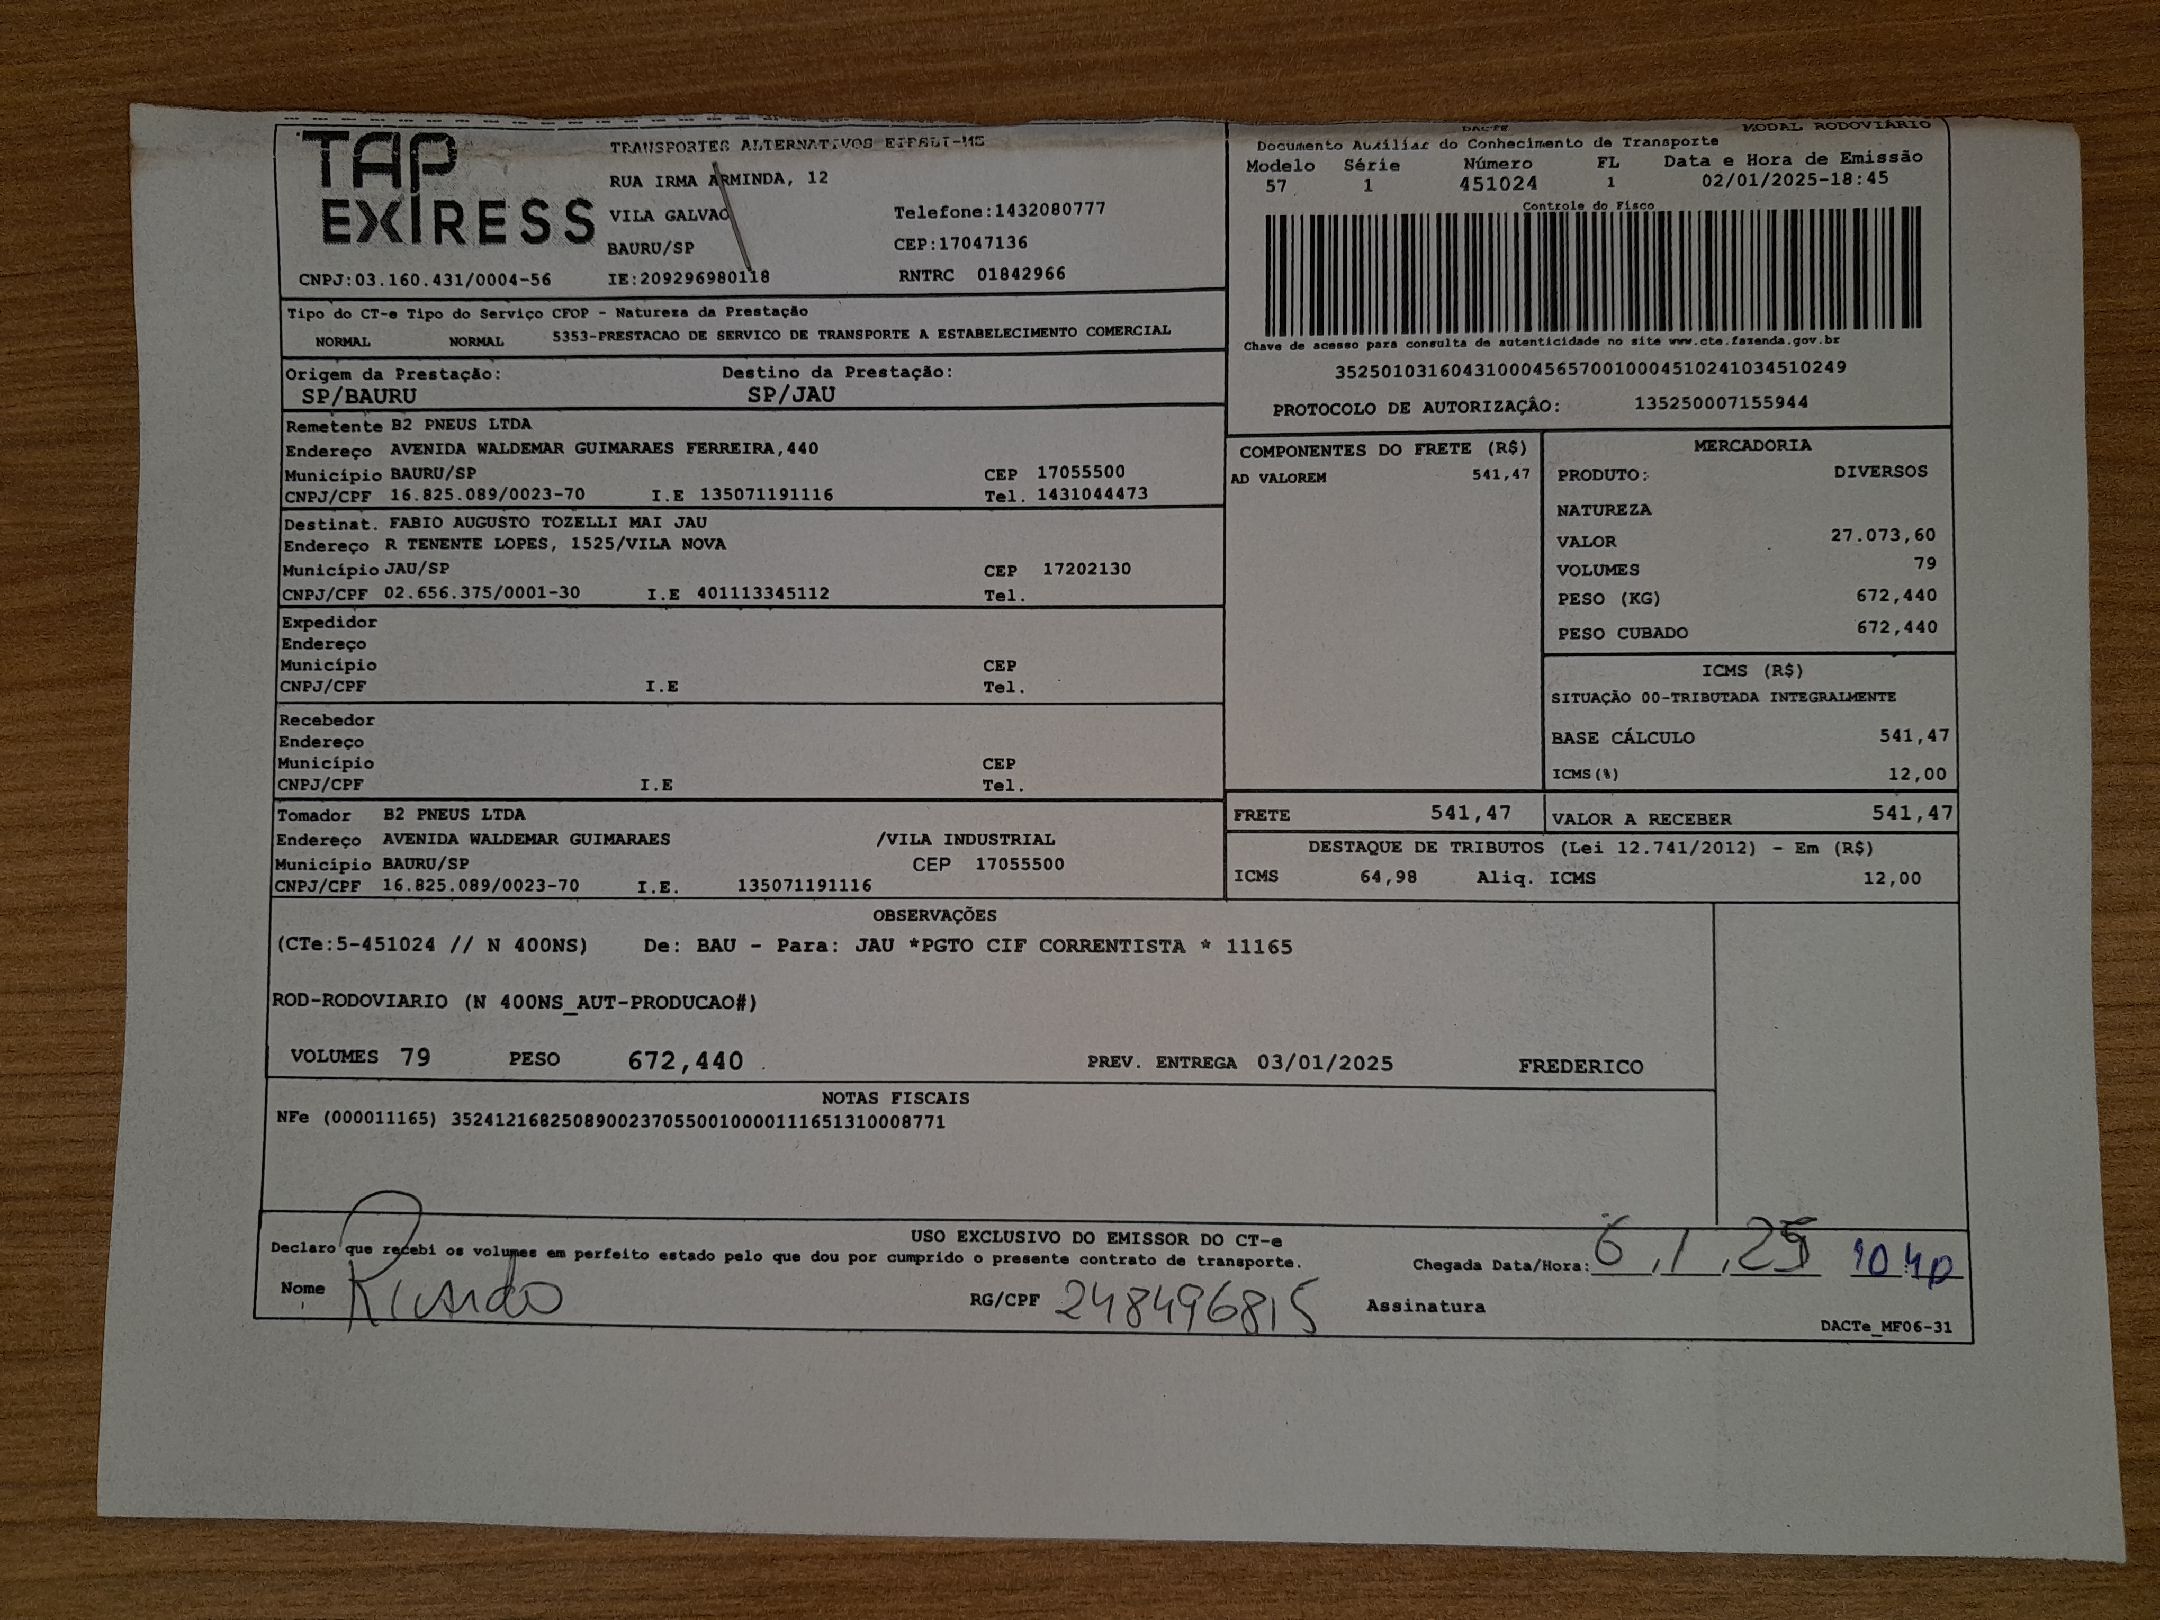 TAP
EXPRESS
TRANSPORTES ALTERNATIVOS EIRELI-ME
RUA IRMA ARMINDA, 12
VILA GALVAO Telefone:1432080777
BAURU/SP CEP:17047136
CNPJ:03.160.431/0004-56 IE:209296980118 RNTRC 01842966
DACTE MODAL RODOVIÁRIO
Documento Auxiliar do Conhecimento de Transporte
Modelo Série Número FL Data e Hora de Emissão
57 1 451024 1 02/01/2025-18:45
Controle do Fisco
Chave de acesso para consulta de autenticidade no site www.cte.fazenda.gov.br
35250103160431000456570010004510241034510249
PROTOCOLO DE AUTORIZAÇÃO: 135250007155944
Tipo do CT-e Tipo do Serviço CFOP - Natureza da Prestação
NORMAL NORMAL 5353-PRESTACAO DE SERVICO DE TRANSPORTE A ESTABELECIMENTO COMERCIAL
Origem da Prestação: Destino da Prestação:
SP/BAURU SP/JAU
Remetente B2 PNEUS LTDA
Endereço AVENIDA WALDEMAR GUIMARAES FERREIRA,440
Município BAURU/SP CEP 17055500
CNPJ/CPF 16.825.089/0023-70 I.E 135071191116 Tel. 1431044473
Destinat. FABIO AUGUSTO TOZELLI MAI JAU
Endereço R TENENTE LOPES, 1525/VILA NOVA
Município JAU/SP CEP 17202130
CNPJ/CPF 02.656.375/0001-30 I.E 401113345112 Tel.
Expedidor
Endereço
Município CEP
CNPJ/CPF I.E Tel.
Recebedor
Endereço
Município CEP
CNPJ/CPF I.E Tel.
Tomador B2 PNEUS LTDA
Endereço AVENIDA WALDEMAR GUIMARAES /VILA INDUSTRIAL
Município BAURU/SP CEP 17055500
CNPJ/CPF 16.825.089/0023-70 I.E. 135071191116
COMPONENTES DO FRETE (R$)
AD VALOREM 541,47
MERCADORIA
PRODUTO: DIVERSOS
NATUREZA
VALOR 27.073,60
VOLUMES 79
PESO (KG) 672,440
PESO CUBADO 672,440
ICMS (R$)
SITUAÇÃO 00-TRIBUTADA INTEGRALMENTE
BASE CÁLCULO 541,47
ICMS(%) 12,00
FRETE 541,47 VALOR A RECEBER 541,47
DESTAQUE DE TRIBUTOS (Lei 12.741/2012) - Em (R$)
ICMS 64,98 Aliq. ICMS 12,00
OBSERVAÇÕES
(CTe:5-451024 // N 400NS) De: BAU - Para: JAU *PGTO CIF CORRENTISTA * 11165
ROD-RODOVIARIO (N 400NS_AUT-PRODUCAO#)
VOLUMES 79 PESO 672,440 PREV. ENTREGA 03/01/2025 FREDERICO
NOTAS FISCAIS
NFe (000011165) 35241216825089002370550010000111651310008771
USO EXCLUSIVO DO EMISSOR DO CT-e
Declaro que recebi os volumes em perfeito estado pelo que dou por cumprido o presente contrato de transporte.
Chegada Data/Hora: 6/1/25
Nome Ricardo RG/CPF 248496815 Assinatura
DACTe_MF06-31